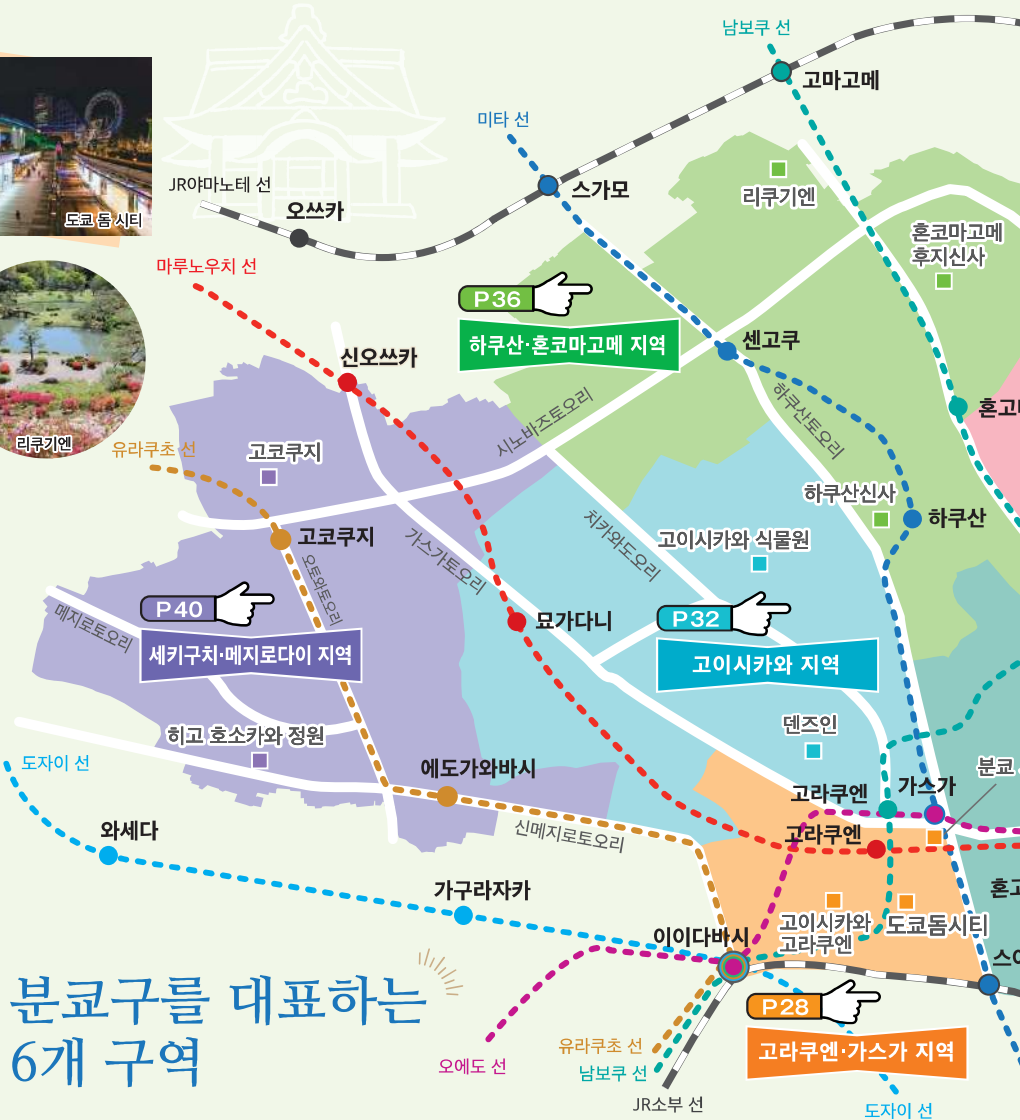 남보쿠 선
고마고메
미타 선
도쿄 돔 시티
JR야마노테 선
오쓰카
스가모
리쿠기엔
혼코마고메
후지신사
마루노우치 선
P36
하쿠산·혼코마고메 지역
신오쓰카
센고쿠
리쿠기엔
유라쿠초 선
고코쿠지
시노바즈토오리
하쿠산토오리
하쿠산신사
하쿠산
고코쿠지
오토와토오리
가스가토오리
치카와도오리
고이시카와 식물원
P40
세키구치·메지로다이 지역
메지로토오리
묘가다니
P32
고이시카와 지역
히고 호소카와 정원
덴즈인
도자이 선
에도가와바시
고라쿠엔
가스가
분쿄
와세다
신메지로토오리
고라쿠엔
가구라자카
이이다바시
고이시카와
고라쿠엔
도쿄돔시티
분쿄구를 대표하는
6개 구역
P28
고라쿠엔·가스가 지역
오에도 선
유라쿠초 선
남보쿠 선
JR소부 선
도자이 선